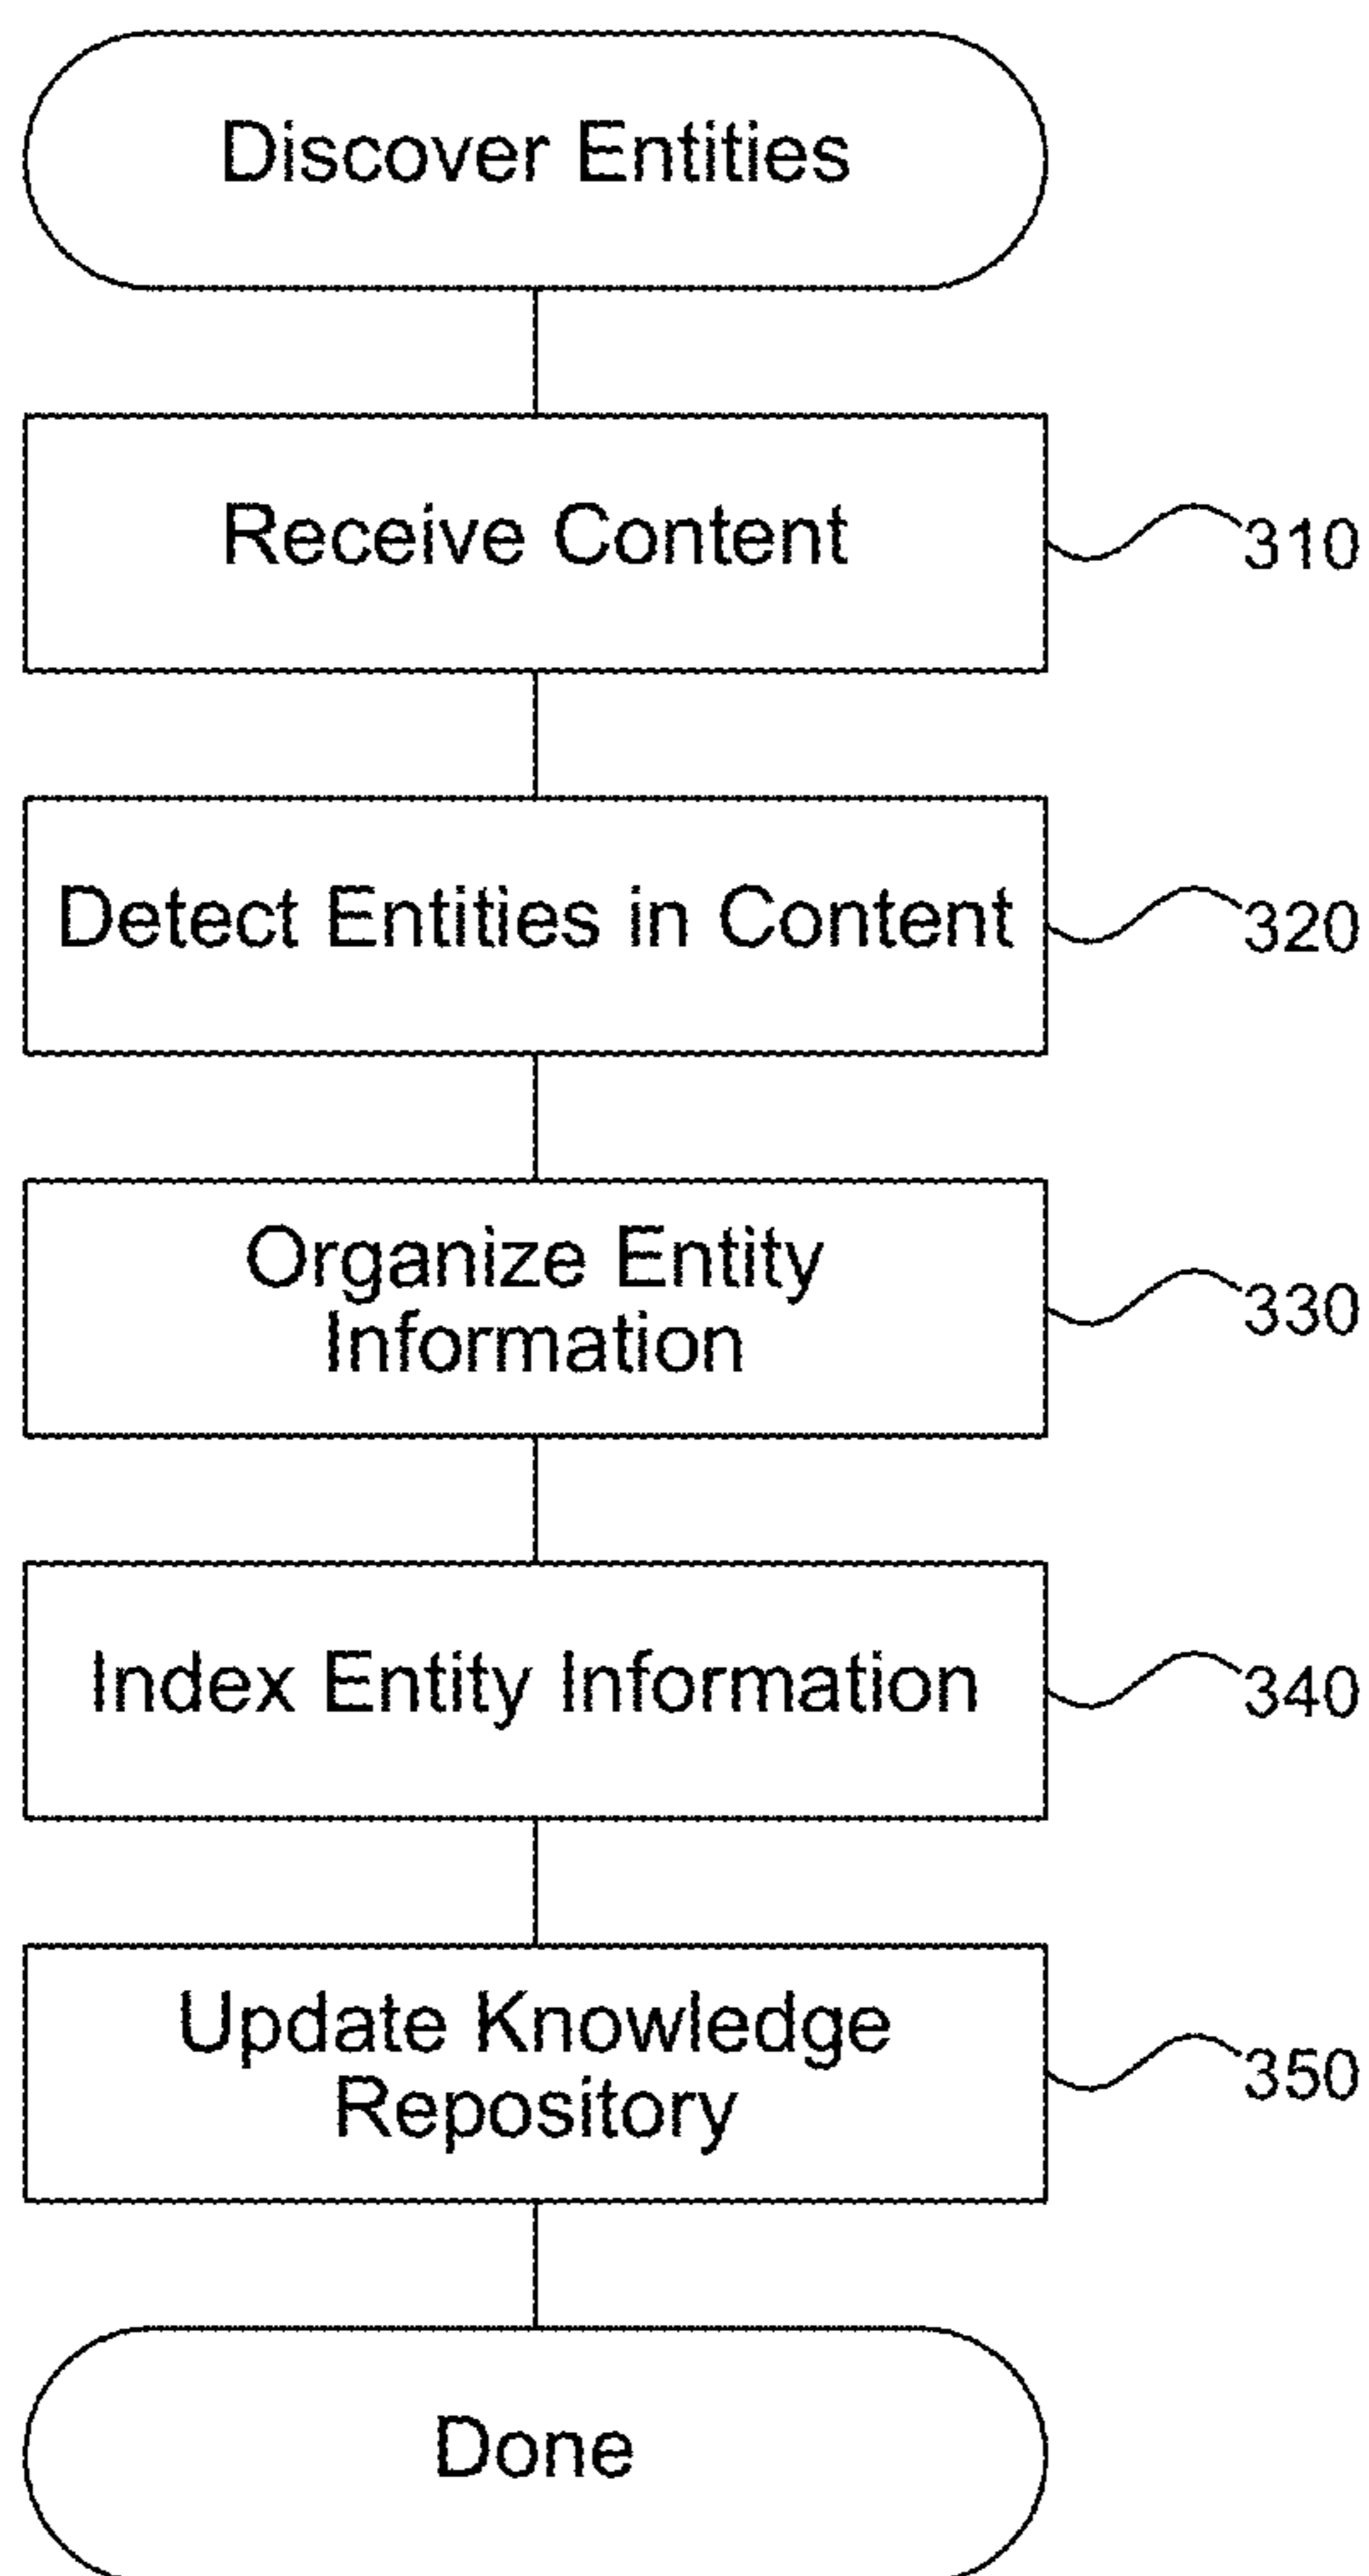 Discover Entities
Receive Content
310
Detect Entities in Content
320
Organize Entity
Information
330
Index Entity Information
340
Update Knowledge
Repository
350
Done